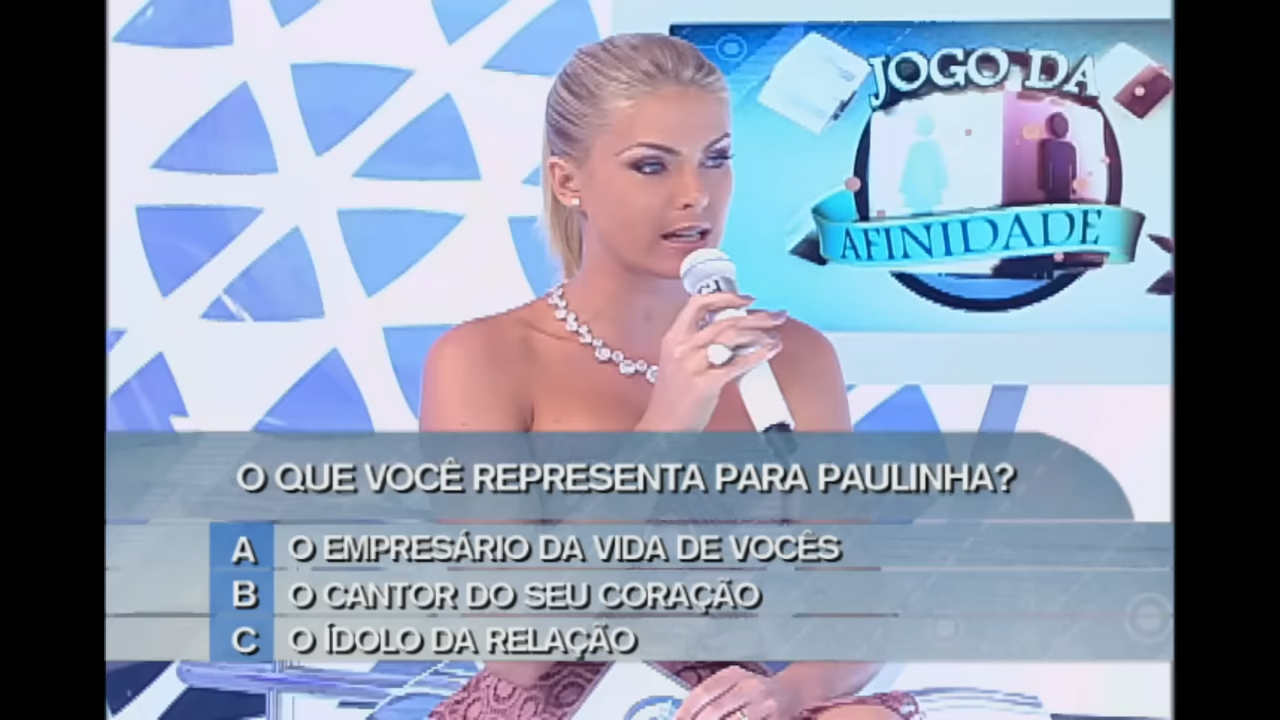 JOGO DA
AFINIDADE
O QUE VOCÊ REPRESENTA PARA PAULINHA?
A O EMPRESÁRIO DA VIDA DE VOCÊS
B O CANTOR DO SEU CORAÇÃO
C O ÍDOLO DA RELAÇÃO